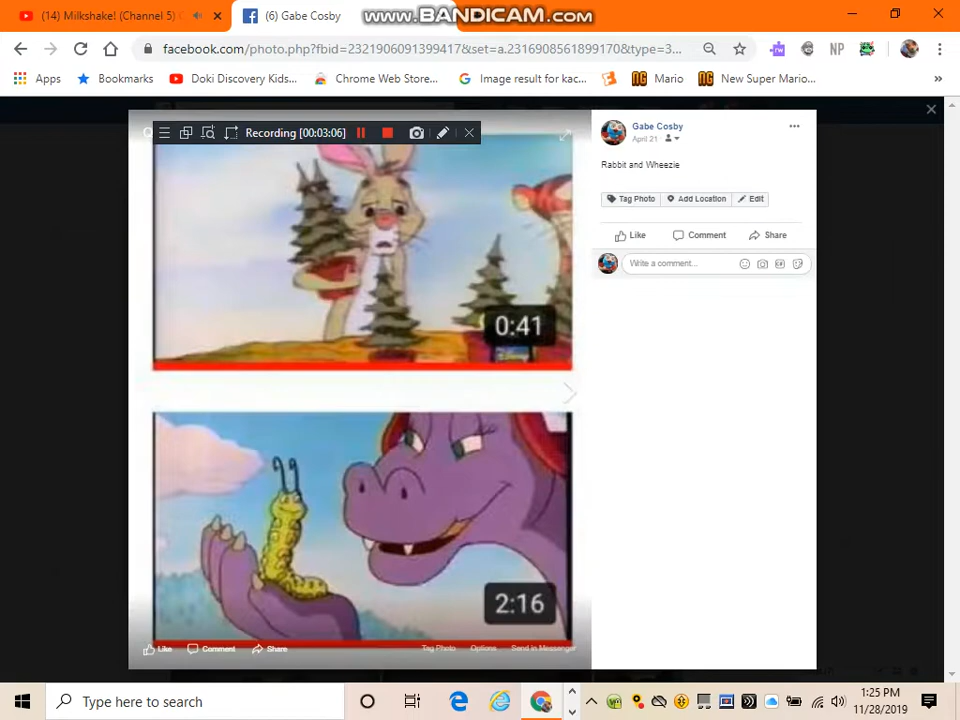 (14) Milkshake! (Channel 5)
(6) Gabe Cosby
WWW.BANDICAM.COM
facebook.com/photo.php?fbid=2321906091399417&set=a.2316908561899170&type=3...
Apps
Bookmarks
Doki Discovery Kids...
Chrome Web Store...
Image result for kac...
Mario
New Super Mario...
Recording [00:03:06]
Gabe Cosby
April 21
Rabbit and Wheezie
Tag Photo
Add Location
Edit
Like
Comment
Share
Write a comment...
0:41
2:16
Like
Comment
Share
Tag Photo
Options
Send in Messenger
Type here to search
1:25 PM
11/28/2019